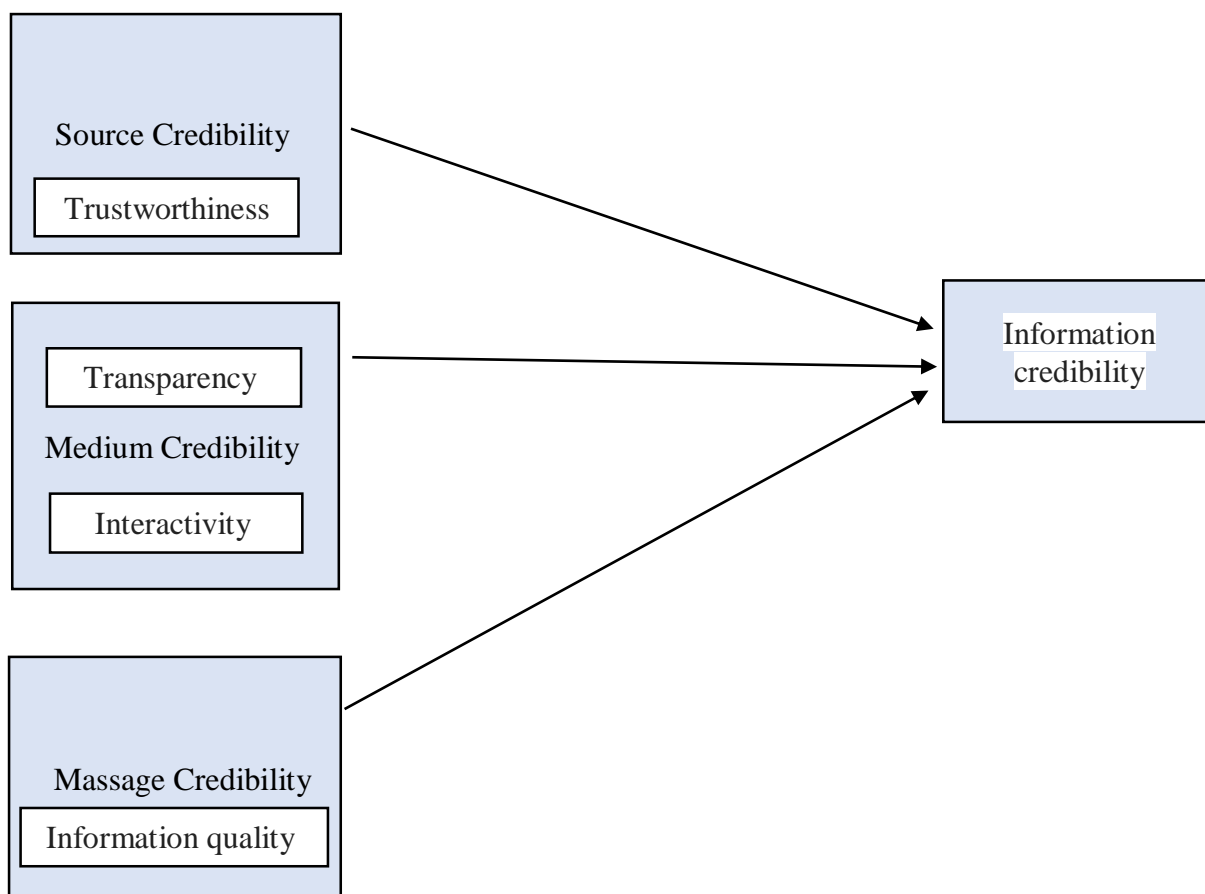 Source Credibility
Trustworthiness
Transparency
Medium Credibility
Interactivity
Massage Credibility
Information quality
Information
credibility